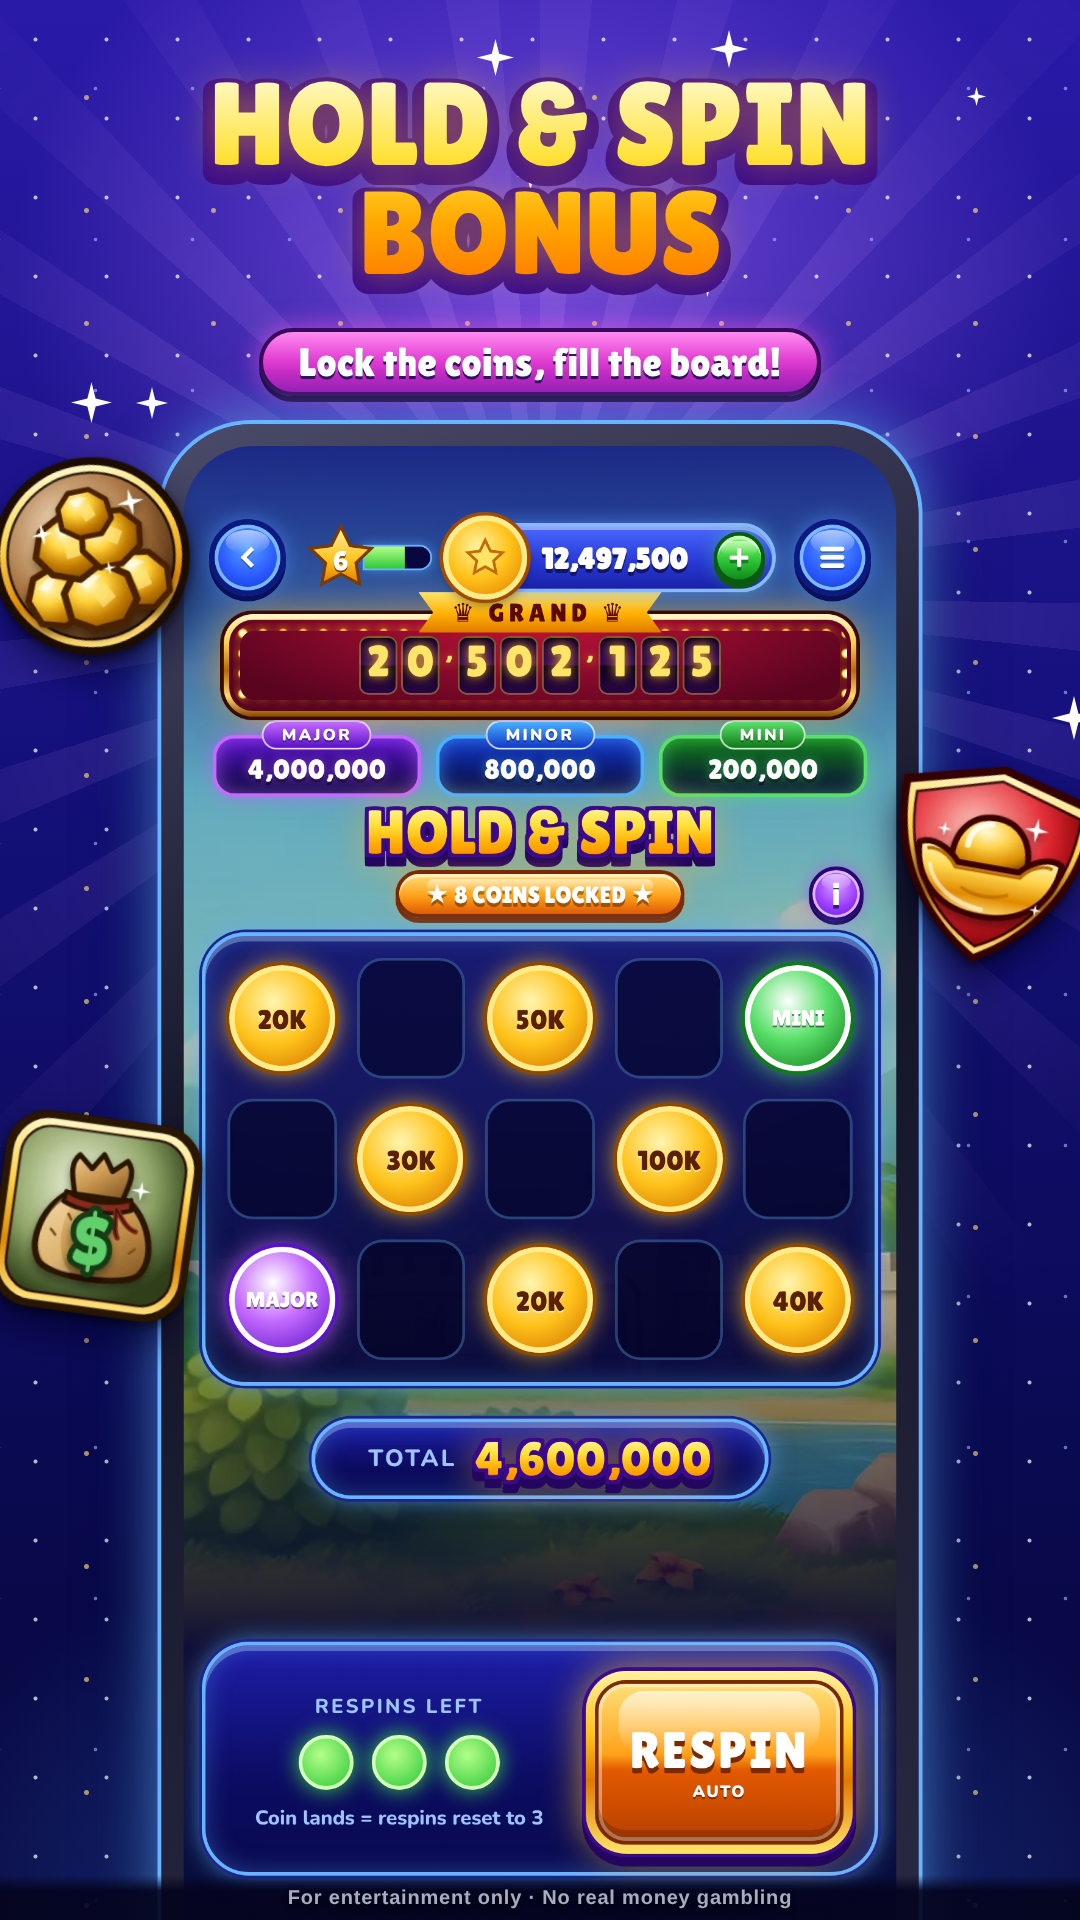 HOLD & SPIN
BONUS
Lock the coins, fill the board!
6
12,497,500
GRAND
20,502,125
MAJOR
MINOR
MINI
4,000,000
800,000
200,000
HOLD & SPIN
★ 8 COINS LOCKED ★
i
20K
50K
MINI
30K
100K
MAJOR
20K
40K
$
TOTAL 4,600,000
RESPINS LEFT
RESPIN
AUTO
Coin lands = respins reset to 3
For entertainment only · No real money gambling